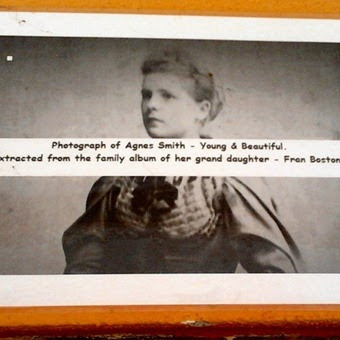 Photograph of Agnes Smith - Young & Beautiful.
xtracted from the family album of her grand daughter - Fran Boston